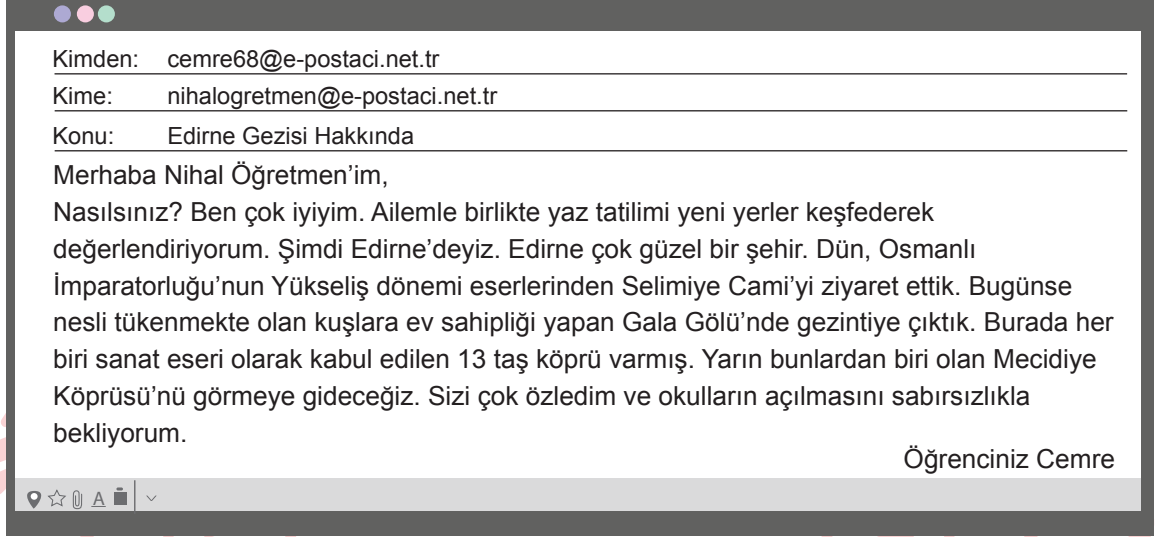 Kimden: cemre68@e-postaci.net.tr
Kime: nihalogretmen@e-postaci.net.tr
Konu: Edirne Gezisi Hakkında
Merhaba Nihal Öğretmen’im,
Nasılsınız? Ben çok iyiyim. Ailemle birlikte yaz tatilimi yeni yerler keşfederek
değerlendiriyorum. Şimdi Edirne’deyiz. Edirne çok güzel bir şehir. Dün, Osmanlı
İmparatorluğu’nun Yükseliş dönemi eserlerinden Selimiye Cami’yi ziyaret ettik. Bugünse
nesli tükenmekte olan kuşlara ev sahipliği yapan Gala Gölü’nde gezintiye çıktık. Burada her
biri sanat eseri olarak kabul edilen 13 taş köprü varmış. Yarın bunlardan biri olan Mecidiye
Köprüsü’nü görmeye gideceğiz. Sizi çok özledim ve okulların açılmasını sabırsızlıkla
bekliyorum.
Öğrenciniz Cemre
A